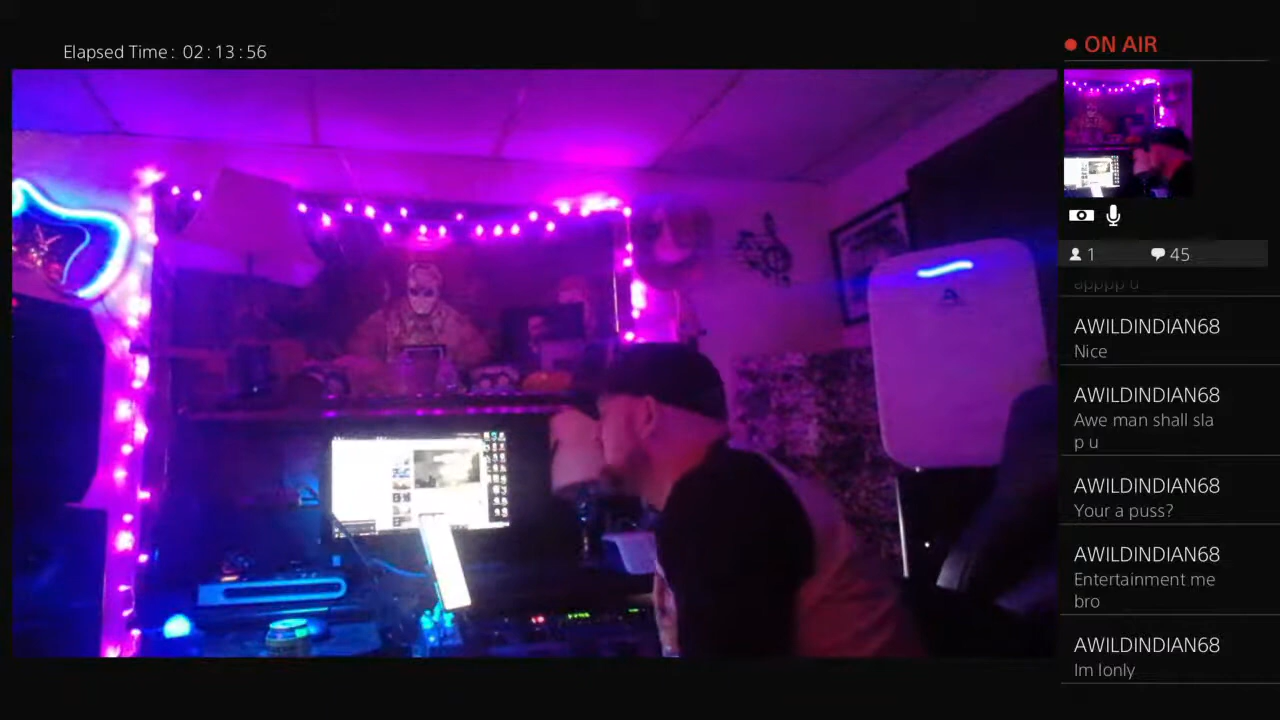 Elapsed Time: 02:13:56
ON AIR
1
45
apppp u
AWILDINDIAN68
Nice
AWILDINDIAN68
Awe man shall sla
p u
AWILDINDIAN68
Your a puss?
AWILDINDIAN68
Entertainment me
bro
AWILDINDIAN68
Im lonly